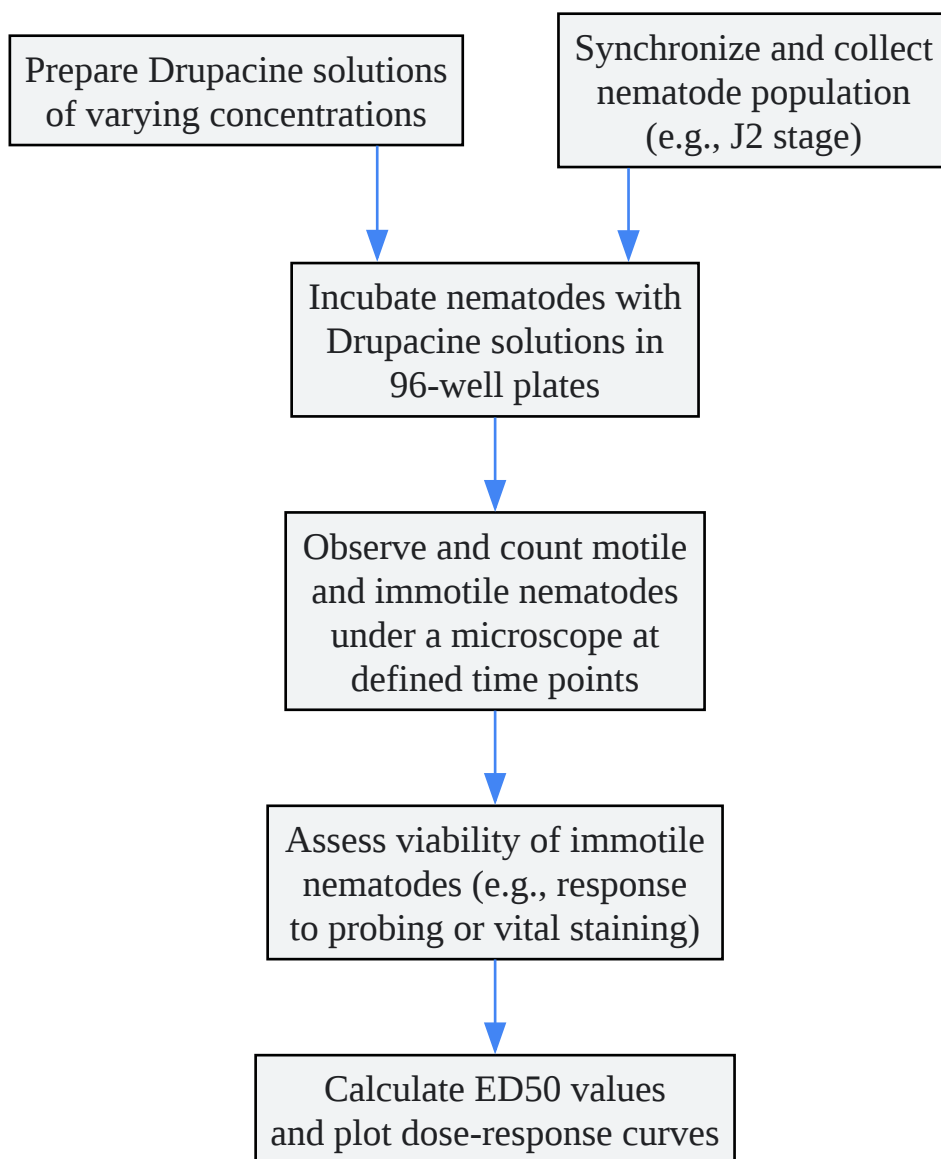 Prepare Drupacine solutions
of varying concentrations
Synchronize and collect
nematode population
(e.g., J2 stage)
Incubate nematodes with
Drupacine solutions in
96-well plates
Observe and count motile
and immotile nematodes
under a microscope at
defined time points
Assess viability of immotile
nematodes (e.g., response
to probing or vital staining)
Calculate ED50 values
and plot dose-response curves